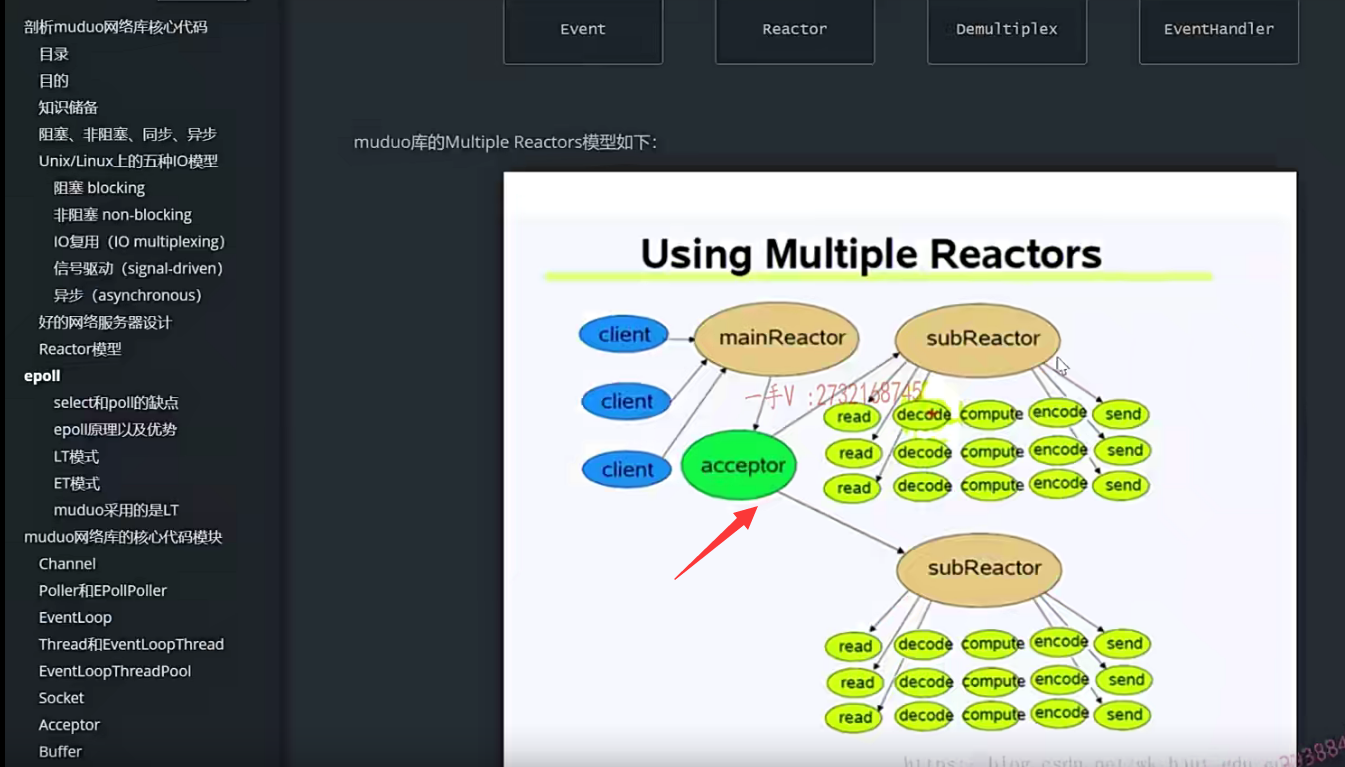 剖析muduo网络库核心代码
目录
目的
知识储备
阻塞、非阻塞、同步、异步
Unix/Linux上的五种IO模型
阻塞 blocking
非阻塞 non-blocking
IO复用（IO multiplexing)
信号驱动（signal-driven）
异步（asynchronous）
好的网络服务器设计
Reactor模型
epoll
select和poll的缺点
epoll原理以及优势
LT模式
ET模式
muduo采用的是LT
muduo网络库的核心代码模块
Channel
Poller和EPollPoller
EventLoop
Thread和EventLoopThread
EventLoopThreadPool
Socket
Acceptor
Buffer
Event Reactor Demultiplex EventHandler
muduo库的Multiple Reactors模型如下：
Using Multiple Reactors
client mainReactor subReactor
一手V :2732168745
client read decode compute encode send
acceptor read decode compute encode send
client read decode compute encode send
subReactor
read decode compute encode send
read decode compute encode send
read decode compute encode send